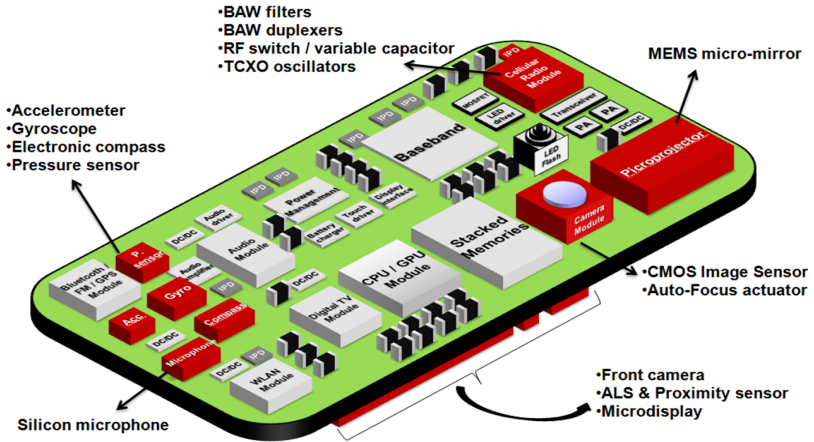 •BAW filters
•BAW duplexers
•RF switch / variable capacitor
•TCXO oscillators
MEMS micro-mirror
•Accelerometer
•Gyroscope
•Electronic compass
•Pressure sensor
IPD
Cellular
Radio
Module
MOSFET
LED
driver
Transceiver
PA
PA
DC/DC
IPD
IPD
IPD
Baseband
LED
Flash
Picroprojector
IPD
IPD
Power
Management
Display
Interface
Touch
driver
Battery
charger
Camera
Module
Stacked
Memories
Audio
driver
DC/DC
Audio
Module
P.
sensor
Bluetooth /
FM / GPS
Module
Audio
amplifier
Gyro
IPD
DC/DC
CPU / GPU
Module
Acc.
Compass
Digital TV
Module
DC/DC
Microphone
IPD
DC/DC
WLAN
Module
•CMOS Image Sensor
•Auto-Focus actuator
•Front camera
•ALS & Proximity sensor
•Microdisplay
Silicon microphone